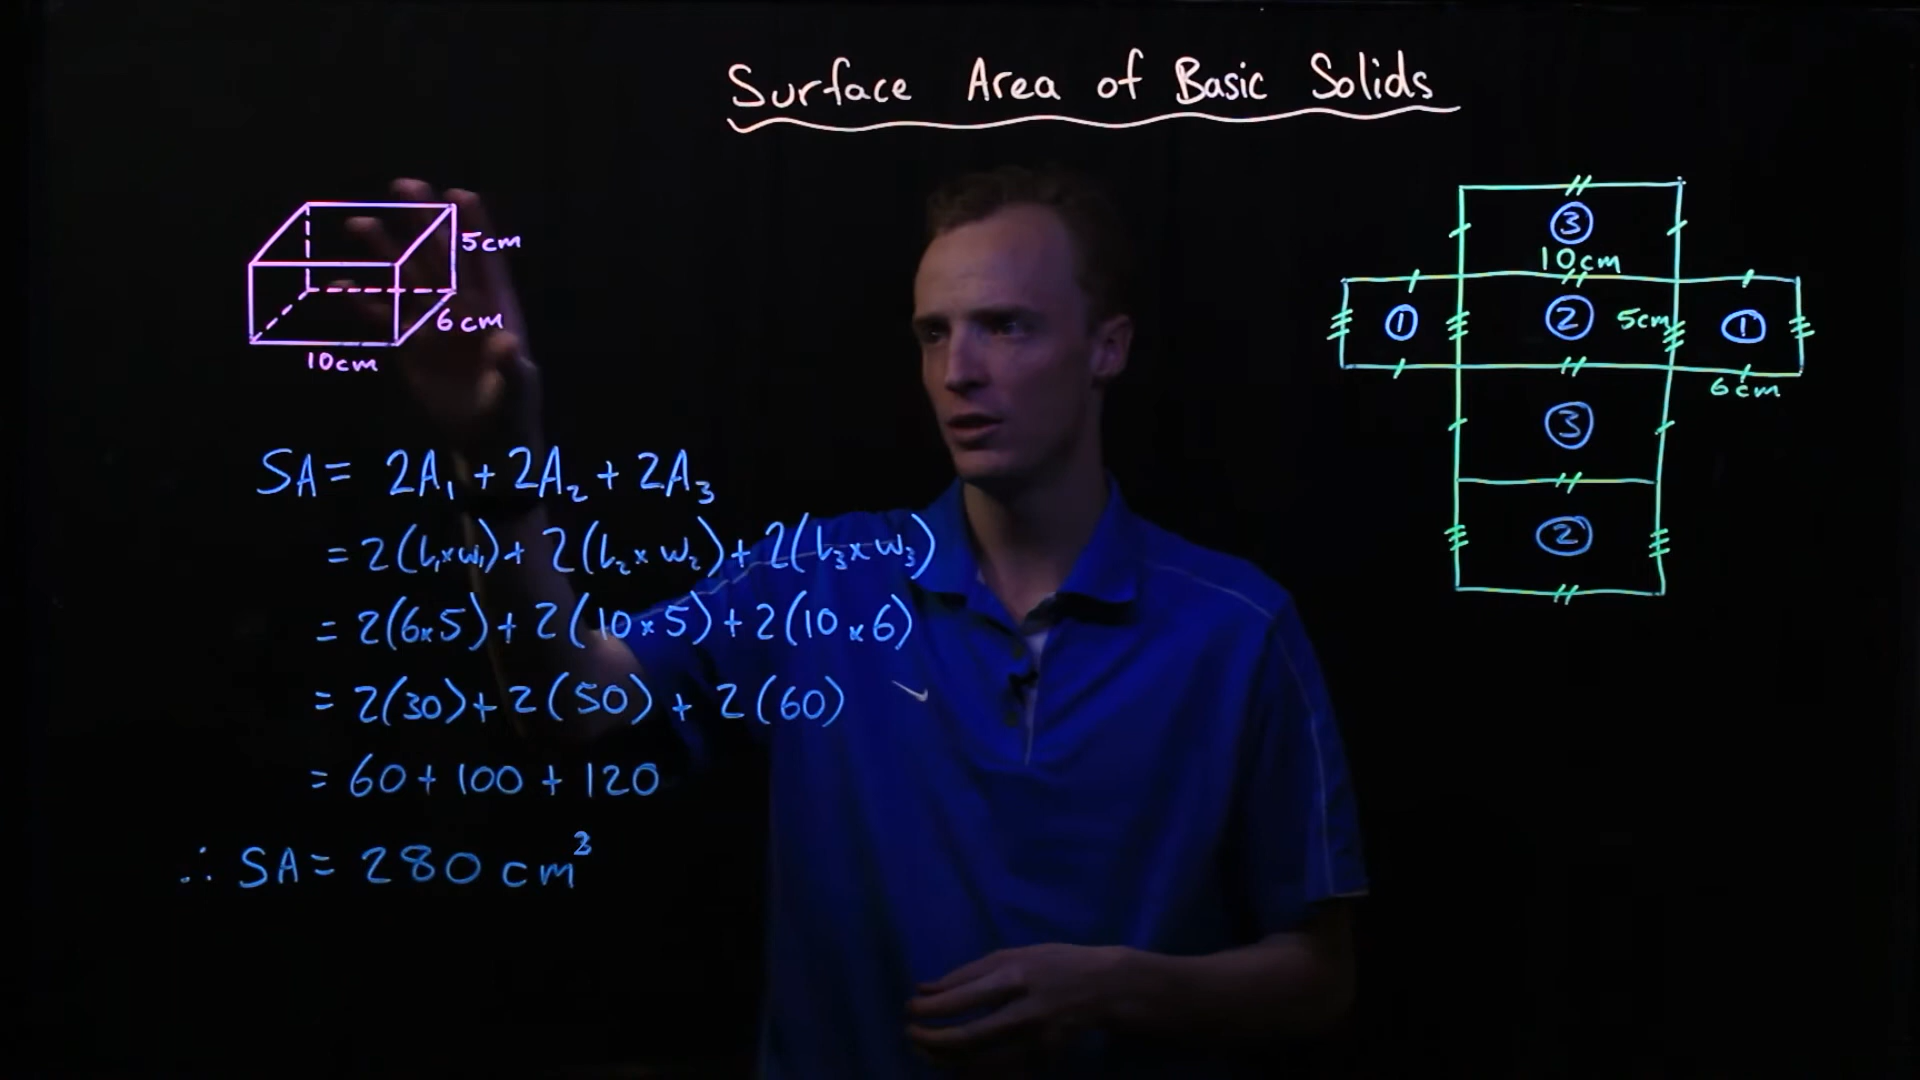 Surface Area of Basic Solids
5cm
6cm
10cm
③
10cm
①
②
5cm
①
6cm
③
②
SA = 2A₁ + 2A₂ + 2A₃
= 2(L₁×W₁) + 2(L₂×W₂) + 2(L₃×W₃)
= 2(6×5) + 2(10×5) + 2(10×6)
= 2(30) + 2(50) + 2(60)
= 60 + 100 + 120
∴ SA = 280 cm²